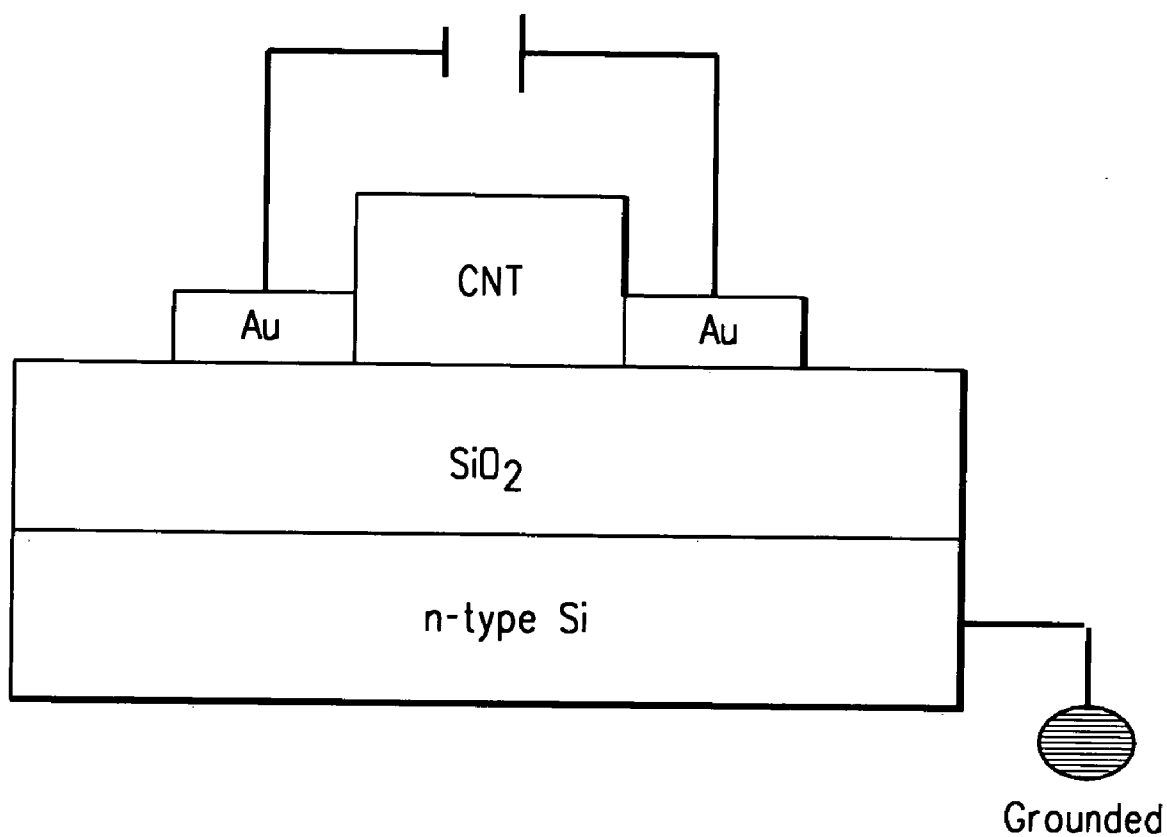 CNT
Au
Au
SiO2
n-type Si
Grounded